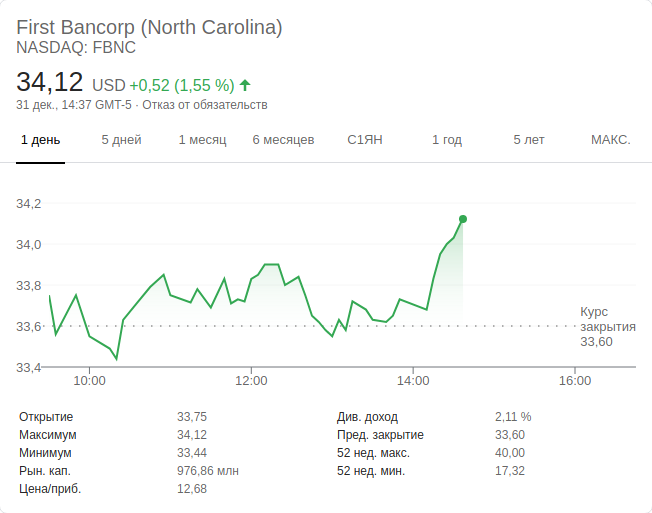 First Bancorp (North Carolina)
NASDAQ: FBNC
34,12 USD +0,52 (1,55 %)
31 дек., 14:37 GMT-5 · Отказ от обязательств
1 день 5 дней 1 месяц 6 месяцев С1ЯН 1 год 5 лет МАКС.
34,2
34,0
33,8
33,6
33,4
Курс
закрытия
33,60
10:00 12:00 14:00 16:00
Открытие 33,75 Див. доход 2,11 %
Максимум 34,12 Пред. закрытие 33,60
Минимум 33,44 52 нед. макс. 40,00
Рын. кап. 976,86 млн 52 нед. мин. 17,32
Цена/приб. 12,68